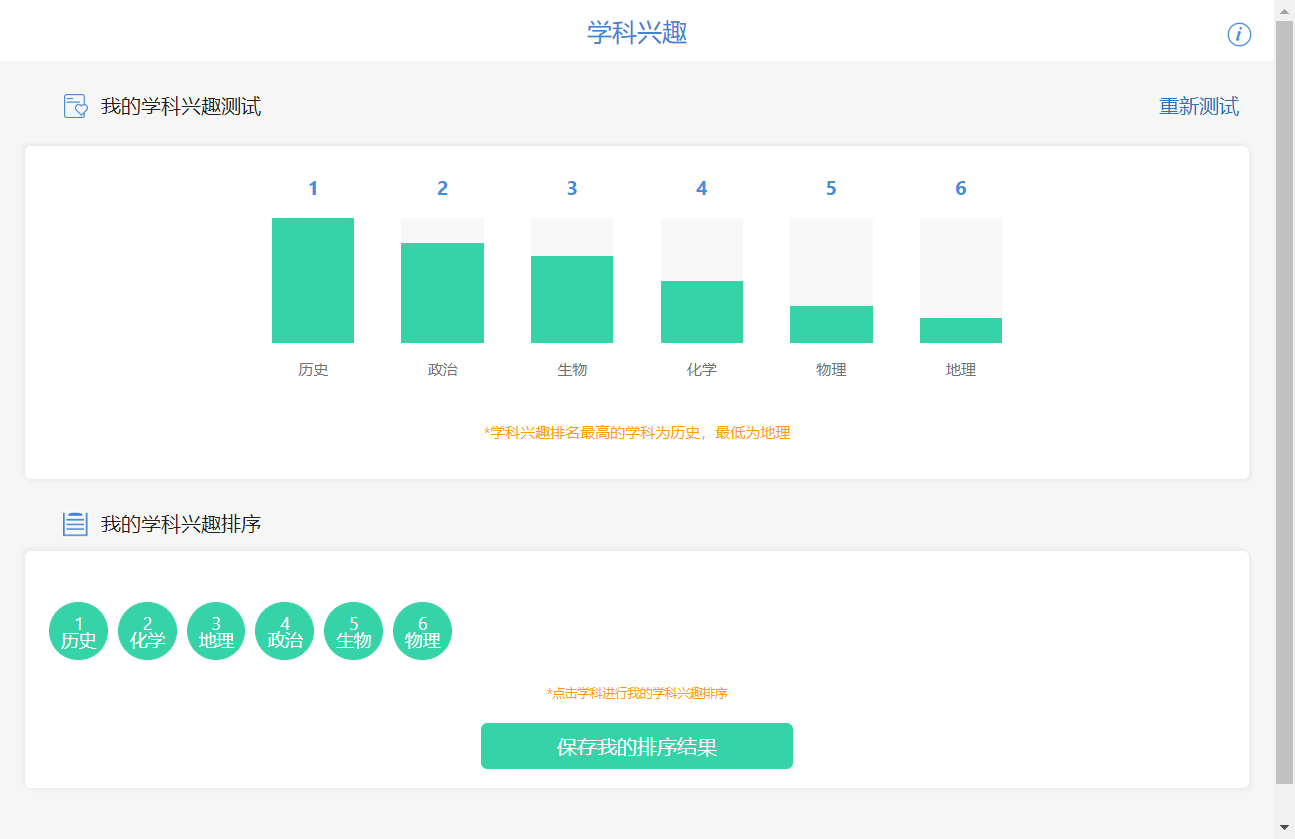 学科兴趣
i
我的学科兴趣测试
重新测试
1 2 3 4 5 6
历史 政治 生物 化学 物理 地理
*学科兴趣排名最高的学科为历史，最低为地理
我的学科兴趣排序
1 2 3 4 5 6
历史 化学 地理 政治 生物 物理
*点击学科进行我的学科兴趣排序
保存我的排序结果